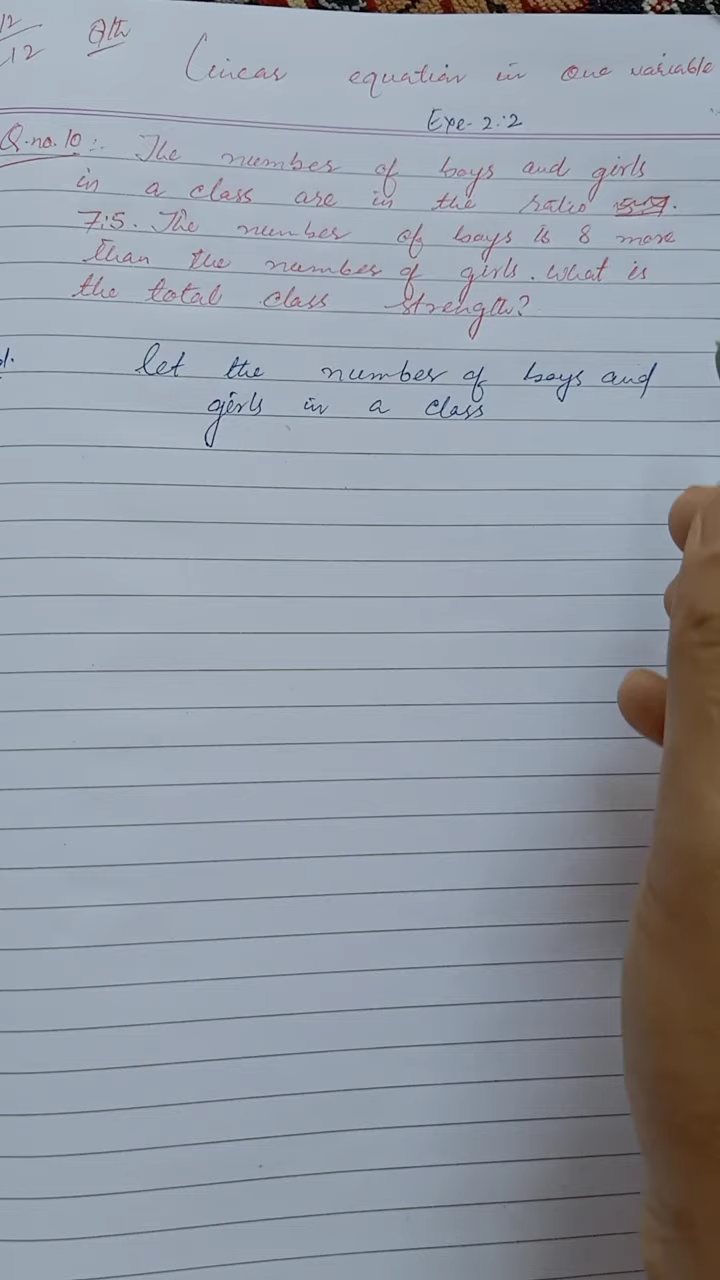 12
12
8th
Linear equation in one variable
Exe- 2:2
Q.no.10:. The number of boys and girls
in a class are in the ratio
7:5. The number of boys is 8 more
than the number of girls. What is
the total class strength?
let the number of boys and
girls in a class